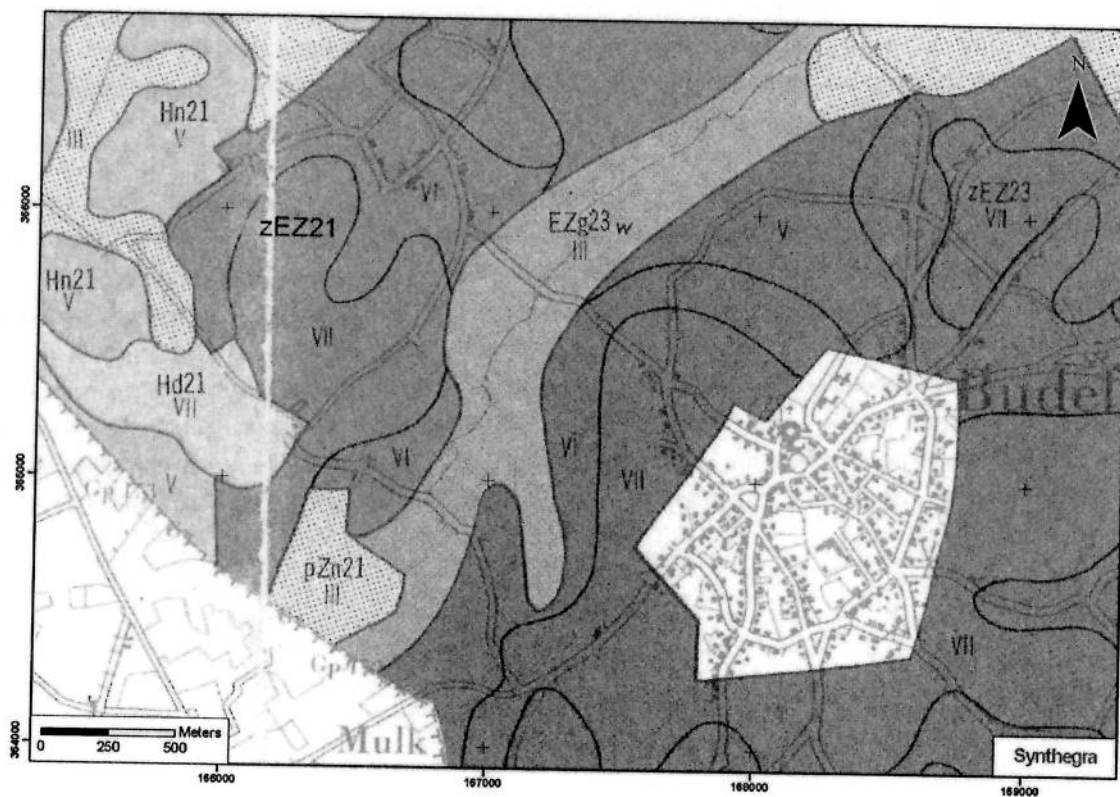 N
Hn21
V
III
zEZ21
VI
EZg23 w
III
V
zEZ23
VII
Hn21
V
VII
Hd21
VII
Budel
V
VI
VI
VII
pZn21
III
VII
Mulk
Meters
0 250 500
Synthegra
366000
365000
364000
166000
167000
168000
169000